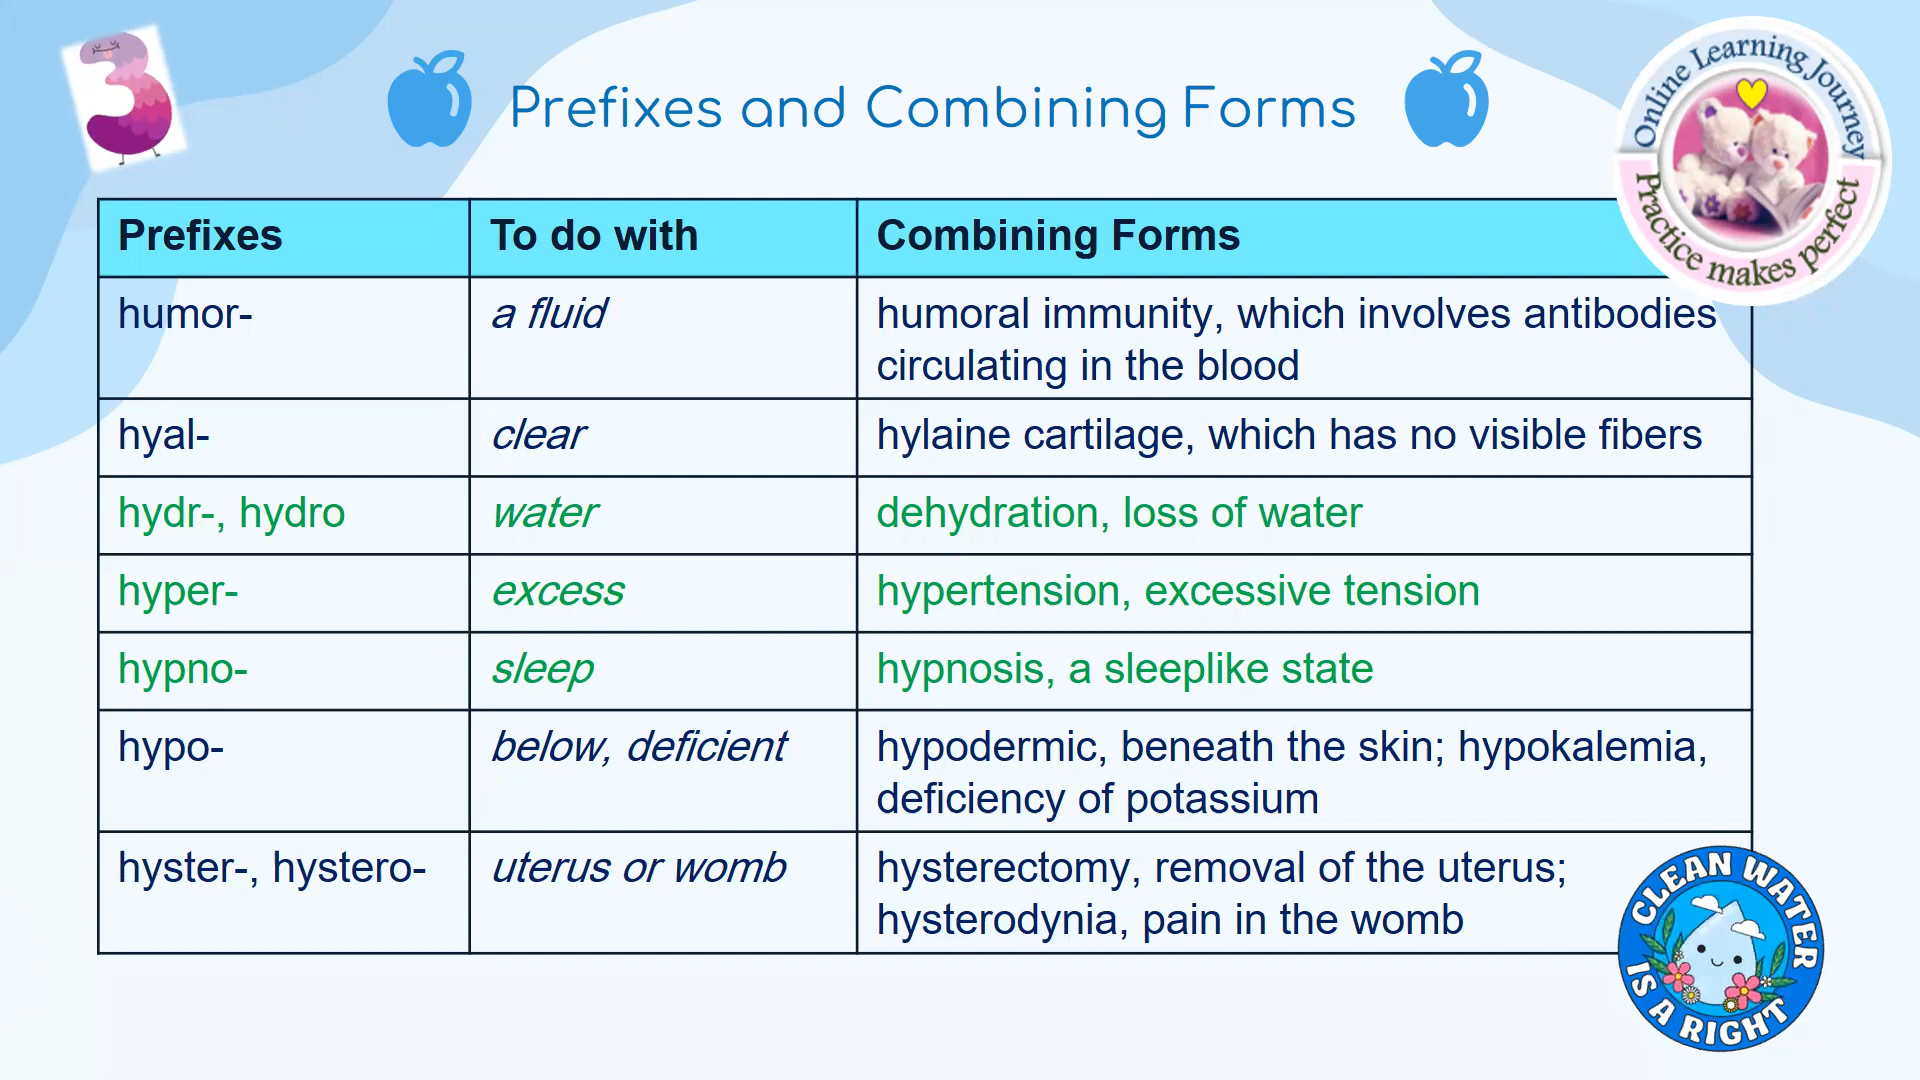 Prefixes and Combining Forms
Online Learning Journey
Practice makes perfect
Prefixes To do with Combining Forms
humor- a fluid humoral immunity, which involves antibodies
circulating in the blood
hyal- clear hylaine cartilage, which has no visible fibers
hydr-, hydro water dehydration, loss of water
hyper- excess hypertension, excessive tension
hypno- sleep hypnosis, a sleeplike state
hypo- below, deficient hypodermic, beneath the skin; hypokalemia,
deficiency of potassium
hyster-, hystero- uterus or womb hysterectomy, removal of the uterus;
hysterodynia, pain in the womb
CLEAN WATER
IS A RIGHT